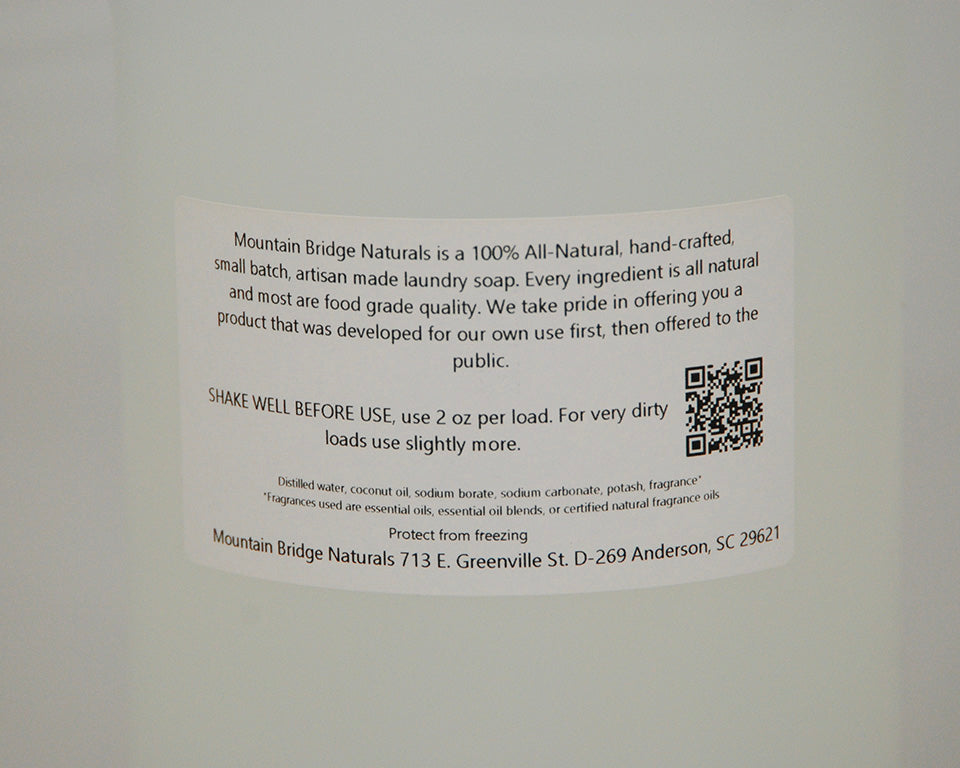 Mountain Bridge Naturals is a 100% All-Natural, hand-crafted,
small batch, artisan made laundry soap. Every ingredient is all natural
and most are food grade quality. We take pride in offering you a
product that was developed for our own use first, then offered to the
public.
SHAKE WELL BEFORE USE, use 2 oz per load. For very dirty
loads use slightly more.
Distilled water, coconut oil, sodium borate, sodium carbonate, potash, fragrance*
*Fragrances used are essential oils, essential oil blends, or certified natural fragrance oils
Protect from freezing
Mountain Bridge Naturals 713 E. Greenville St. D-269 Anderson, SC 29621